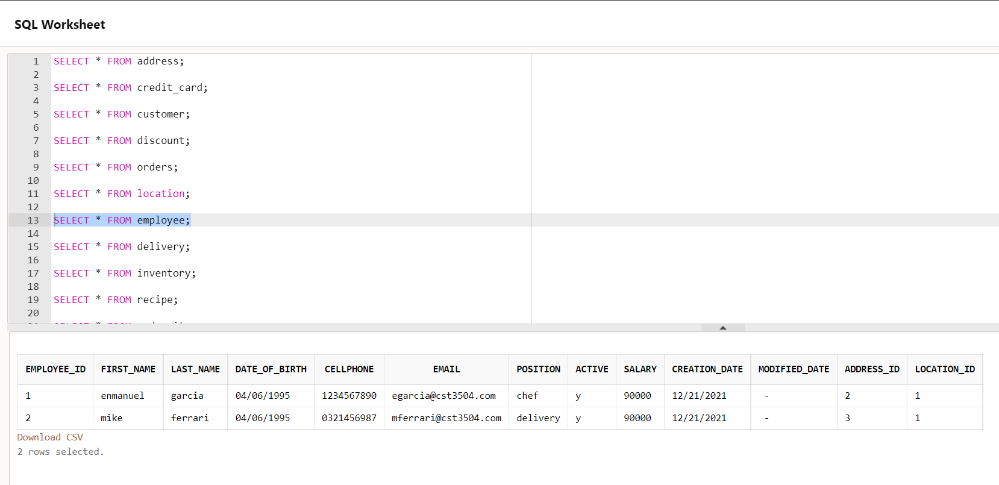 SQL Worksheet
1 SELECT * FROM address;
2
3 SELECT * FROM credit_card;
4
5 SELECT * FROM customer;
6
7 SELECT * FROM discount;
8
9 SELECT * FROM orders;
10
11 SELECT * FROM location;
12
13 SELECT * FROM employee;
14
15 SELECT * FROM delivery;
16
17 SELECT * FROM inventory;
18
19 SELECT * FROM recipe;
20
EMPLOYEE_ID FIRST_NAME LAST_NAME DATE_OF_BIRTH CELLPHONE EMAIL POSITION ACTIVE SALARY CREATION_DATE MODIFIED_DATE ADDRESS_ID LOCATION_ID
1 enmanuel garcia 04/06/1995 1234567890 egarcia@cst3504.com chef y 90000 12/21/2021 - 2 1
2 mike ferrari 04/06/1995 0321456987 mferrari@cst3504.com delivery y 90000 12/21/2021 - 3 1
Download CSV
2 rows selected.